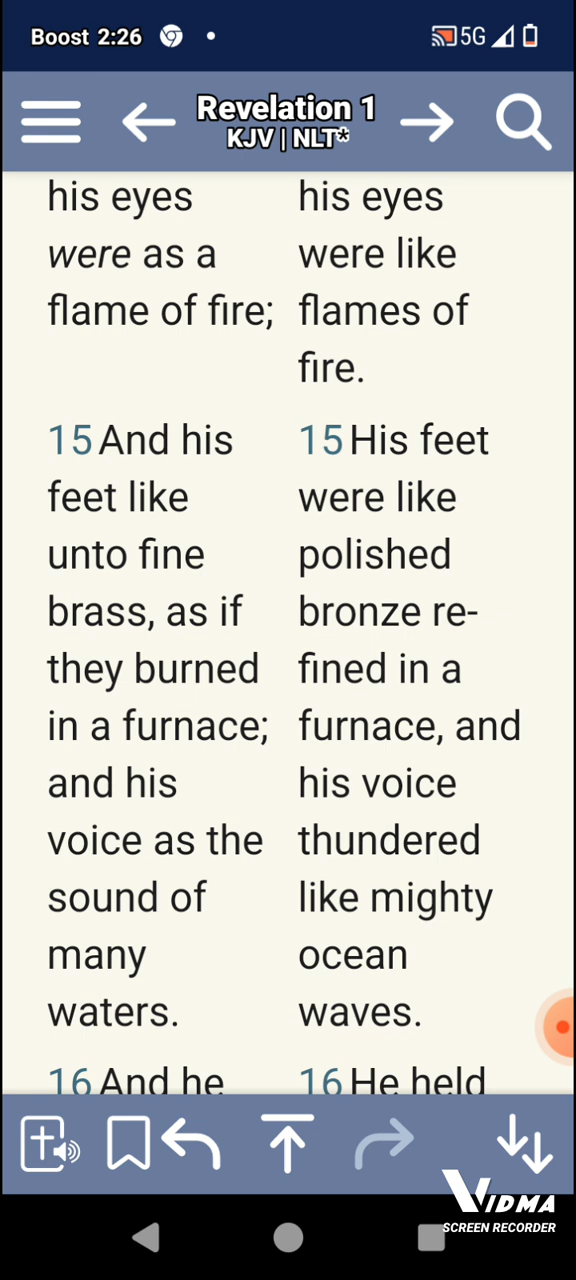 Boost 2:26 5G
Revelation 1
KJV | NLT*
his eyes
were as a
flame of fire;
15 And his
feet like
unto fine
brass, as if
they burned
in a furnace;
and his
voice as the
sound of
many
waters.
16 And he
his eyes
were like
flames of
fire.
15 His feet
were like
polished
bronze re-
fined in a
furnace, and
his voice
thundered
like mighty
ocean
waves.
16 He held
VIDMA
SCREEN RECORDER